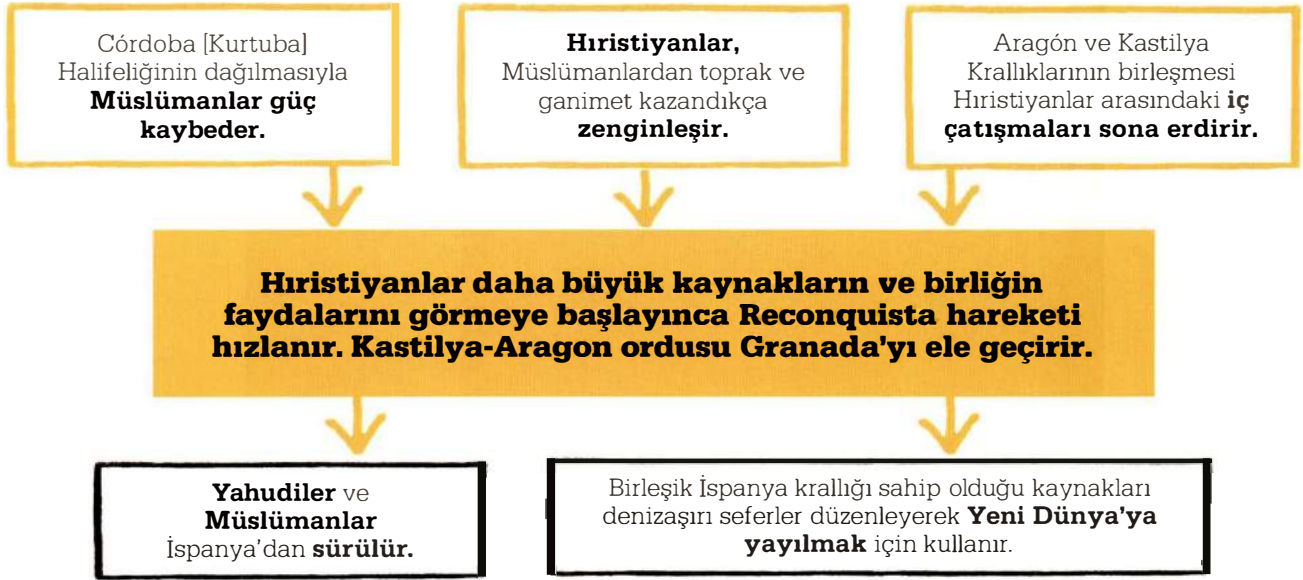 Córdoba [Kurtuba]
Halifeliğinin dağılmasıyla
Müslümanlar güç
kaybeder.
Hıristiyanlar,
Müslümanlardan toprak ve
ganimet kazandıkça
zenginleşir.
Aragón ve Kastilya
Krallıklarının birleşmesi
Hıristiyanlar arasındaki iç
çatışmaları sona erdirir.
Hıristiyanlar daha büyük kaynakların ve birliğin
faydalarını görmeye başlayınca Reconquista hareketi
hızlanır. Kastilya-Aragon ordusu Granada’yı ele geçirir.
Yahudiler ve
Müslümanlar
İspanya’dan sürülür.
Birleşik İspanya krallığı sahip olduğu kaynakları
denizaşırı seferler düzenleyerek Yeni Dünya’ya
yayılmak için kullanır.